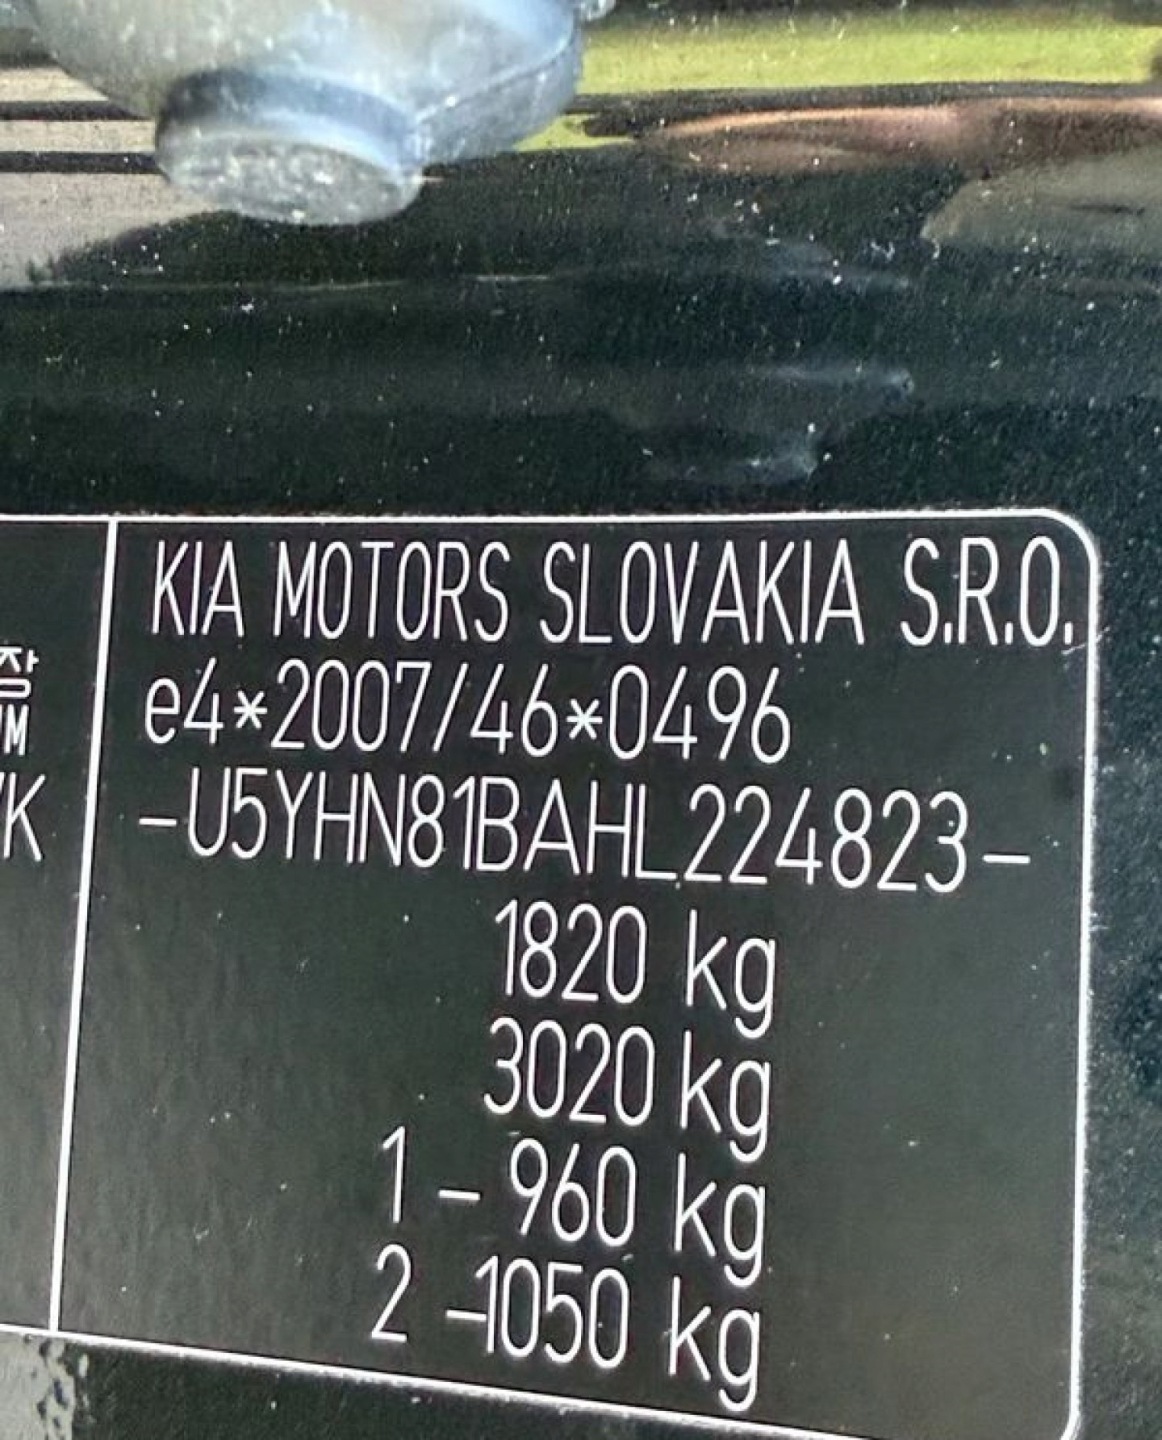 KIA MOTORS SLOVAKIA S.R.O.
e4*2007/46*0496
-U5YHN81BAHL224823-
1820 kg
3020 kg
1 - 960 kg
2 -1050 kg